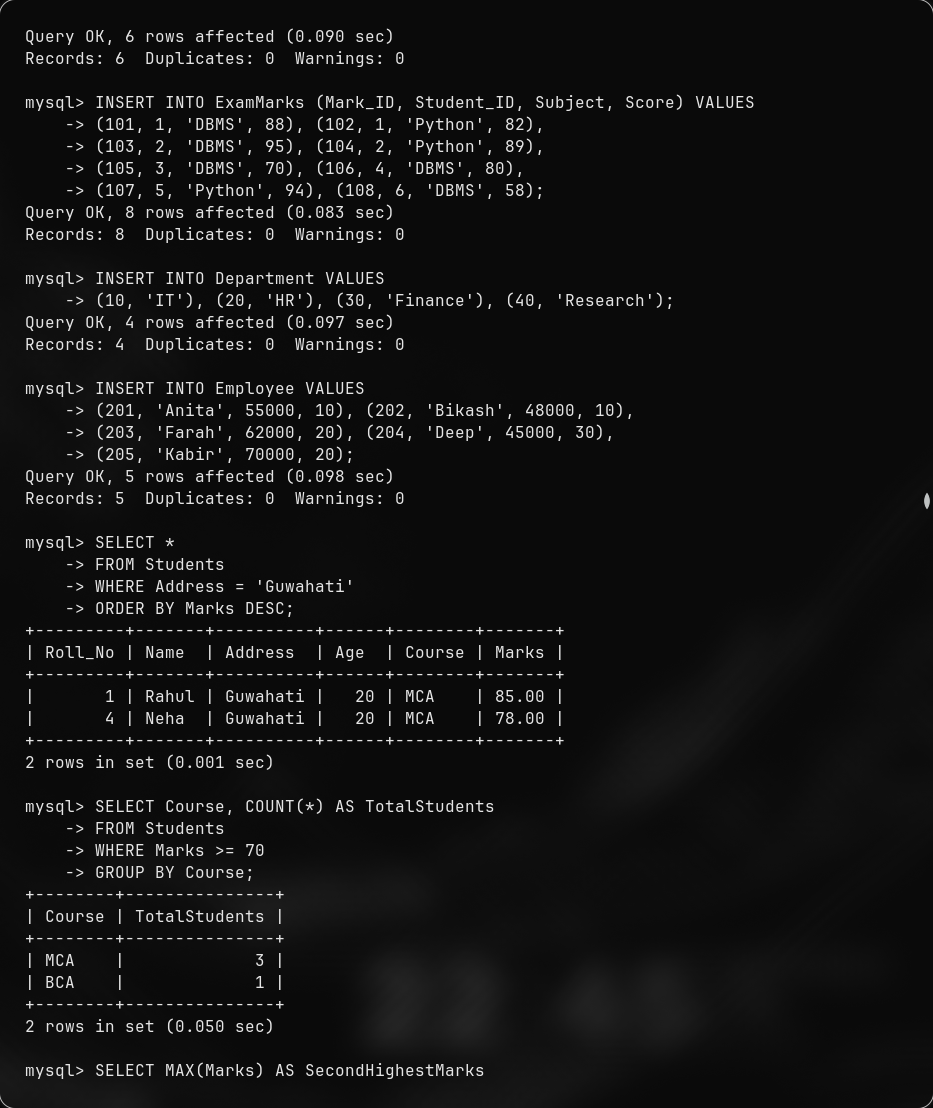 Query OK, 6 rows affected (0.090 sec)
Records: 6  Duplicates: 0  Warnings: 0

mysql> INSERT INTO ExamMarks (Mark_ID, Student_ID, Subject, Score) VALUES
    -> (101, 1, 'DBMS', 88), (102, 1, 'Python', 82),
    -> (103, 2, 'DBMS', 95), (104, 2, 'Python', 89),
    -> (105, 3, 'DBMS', 70), (106, 4, 'DBMS', 80),
    -> (107, 5, 'Python', 94), (108, 6, 'DBMS', 58);
Query OK, 8 rows affected (0.083 sec)
Records: 8  Duplicates: 0  Warnings: 0

mysql> INSERT INTO Department VALUES
    -> (10, 'IT'), (20, 'HR'), (30, 'Finance'), (40, 'Research');
Query OK, 4 rows affected (0.097 sec)
Records: 4  Duplicates: 0  Warnings: 0

mysql> INSERT INTO Employee VALUES
    -> (201, 'Anita', 55000, 10), (202, 'Bikash', 48000, 10),
    -> (203, 'Farah', 62000, 20), (204, 'Deep', 45000, 30),
    -> (205, 'Kabir', 70000, 20);
Query OK, 5 rows affected (0.098 sec)
Records: 5  Duplicates: 0  Warnings: 0

mysql> SELECT *
    -> FROM Students
    -> WHERE Address = 'Guwahati'
    -> ORDER BY Marks DESC;
+---------+-------+----------+------+--------+-------+
| Roll_No | Name  | Address  | Age  | Course | Marks |
+---------+-------+----------+------+--------+-------+
|       1 | Rahul | Guwahati |   20 | MCA    | 85.00 |
|       4 | Neha  | Guwahati |   20 | MCA    | 78.00 |
+---------+-------+----------+------+--------+-------+
2 rows in set (0.001 sec)

mysql> SELECT Course, COUNT(*) AS TotalStudents
    -> FROM Students
    -> WHERE Marks >= 70
    -> GROUP BY Course;
+--------+---------------+
| Course | TotalStudents |
+--------+---------------+
| MCA    |             3 |
| BCA    |             1 |
+--------+---------------+
2 rows in set (0.050 sec)

mysql> SELECT MAX(Marks) AS SecondHighestMarks